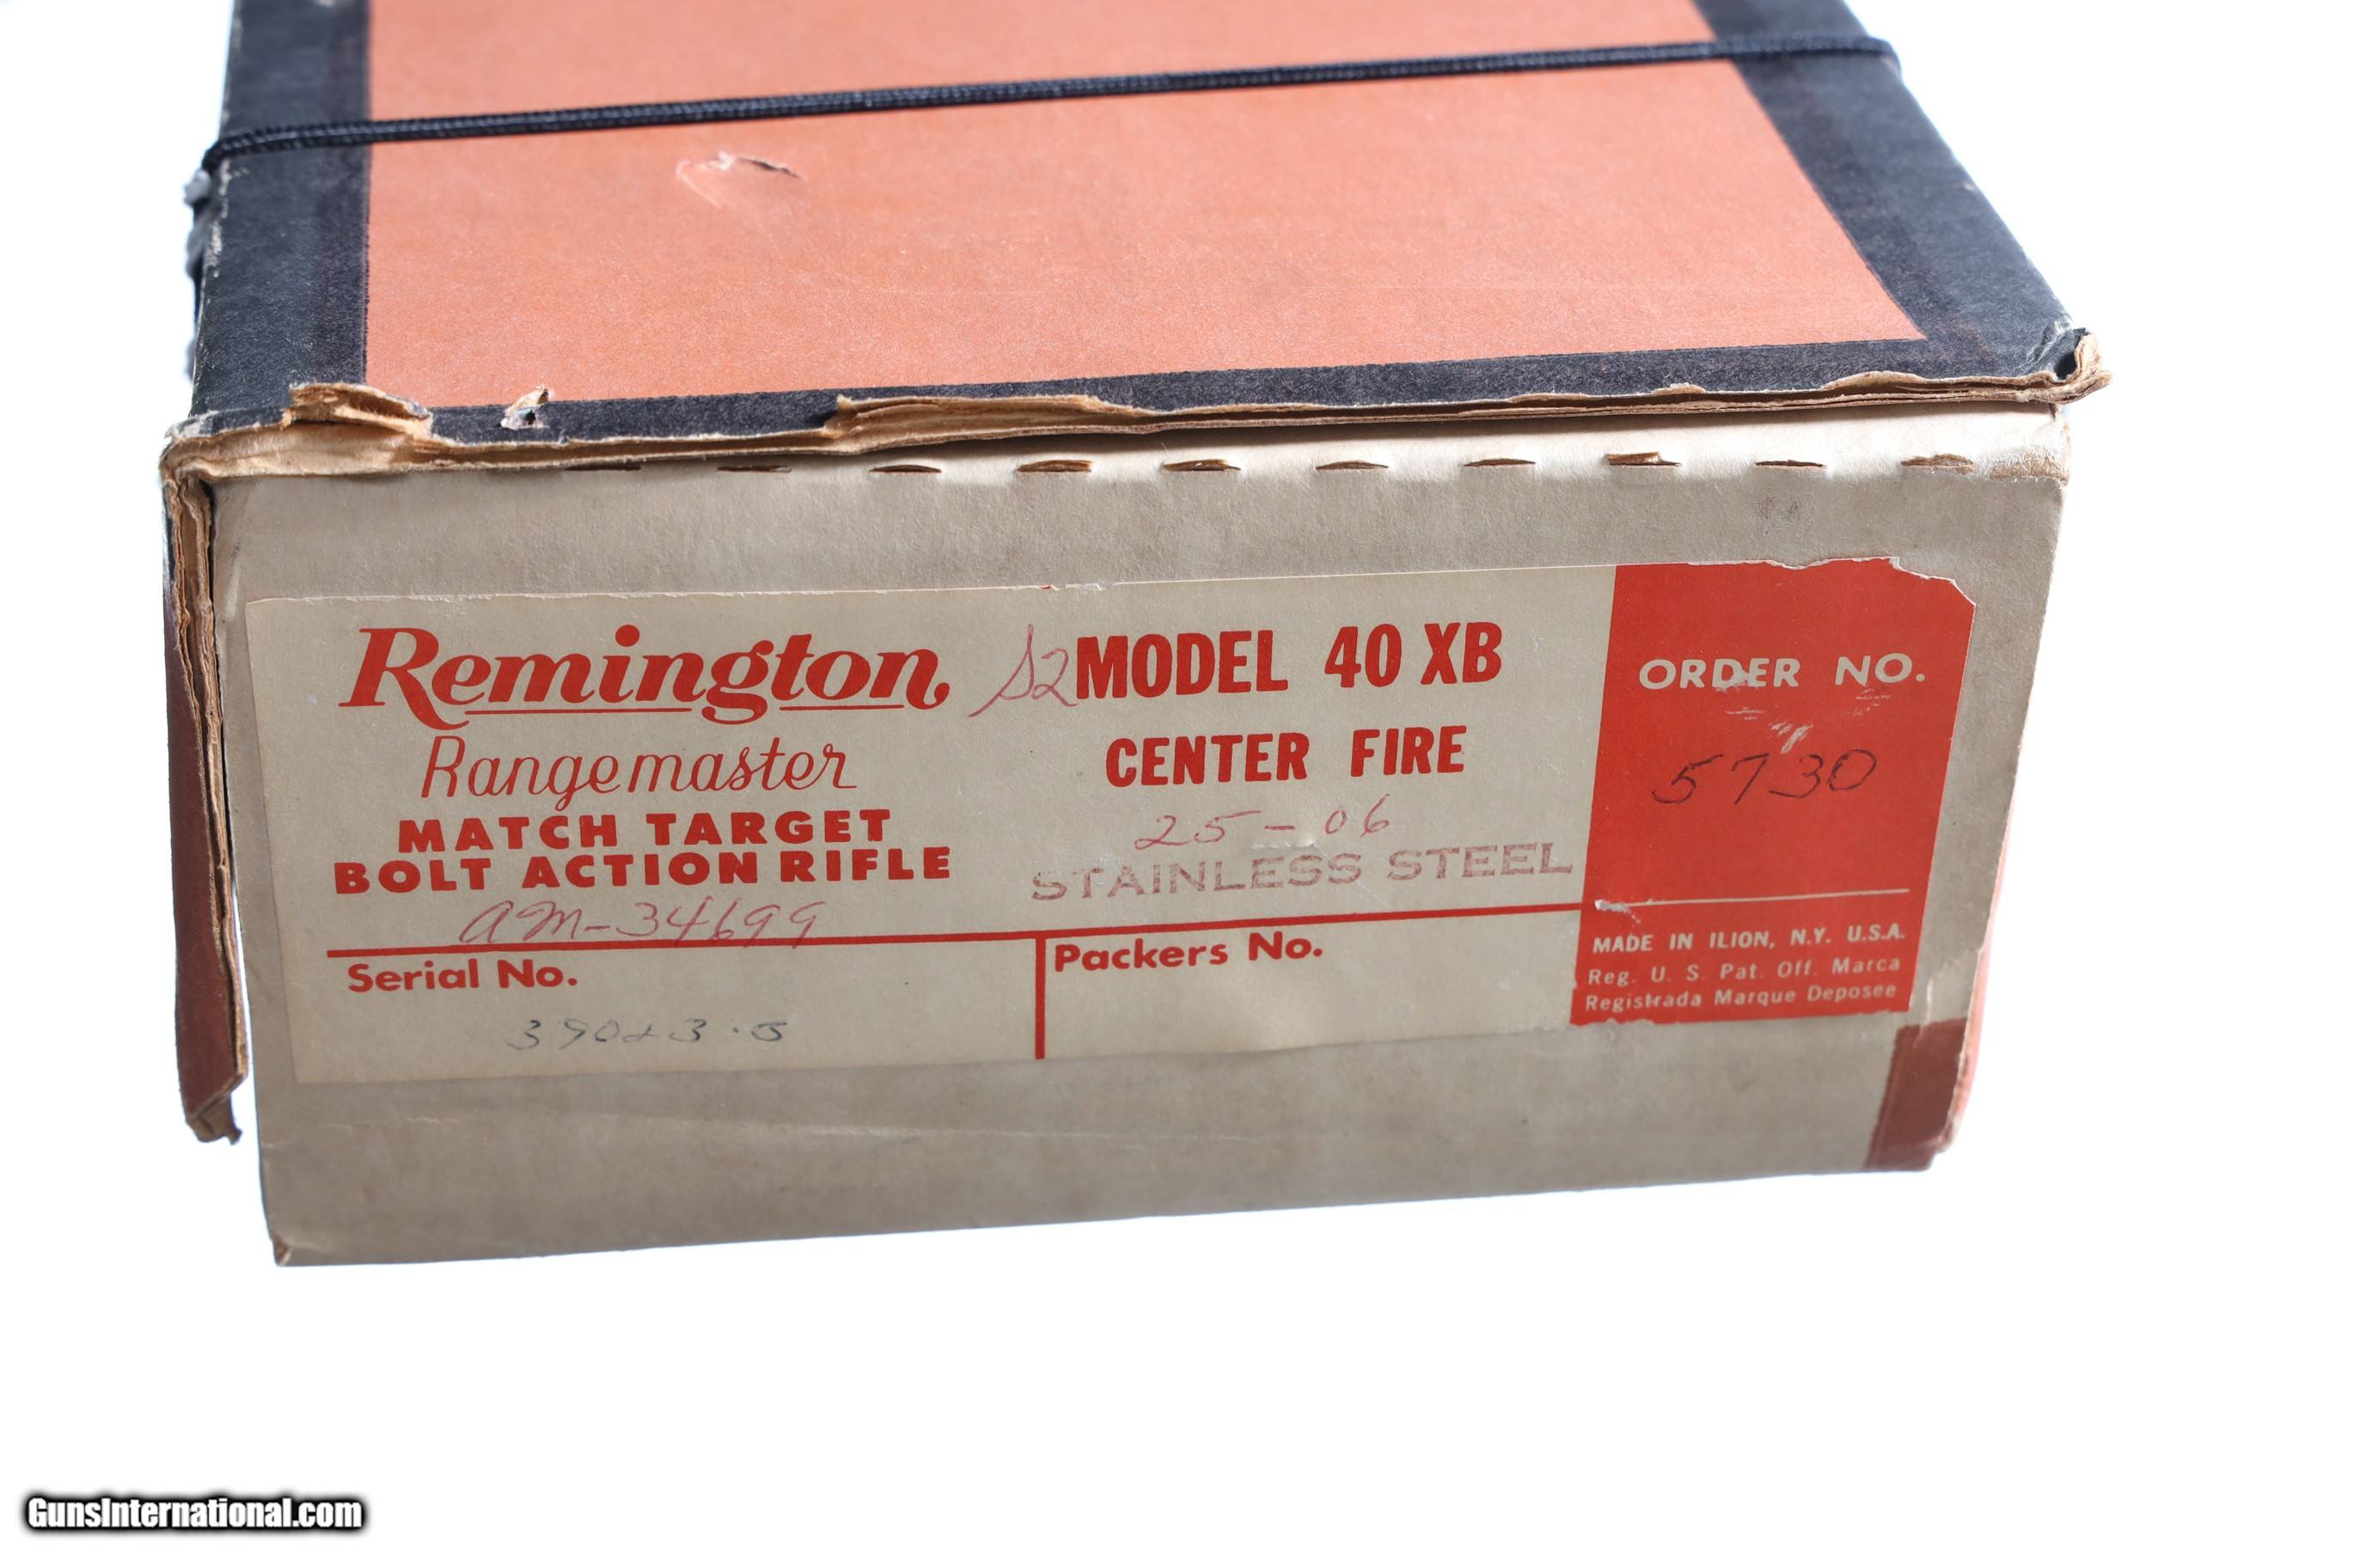 Remington
Rangemaster
MATCH TARGET
BOLT ACTION RIFLE
am-34699
Serial No.
S2 MODEL 40 XB
CENTER FIRE
25-06
STAINLESS STEEL
Packers No.
ORDER NO.
5730
MADE IN ILION, N.Y. U.S.A.
Reg. U. S. Pat. Off. Marca
Registrada Marque Deposee
GunsInternational.com